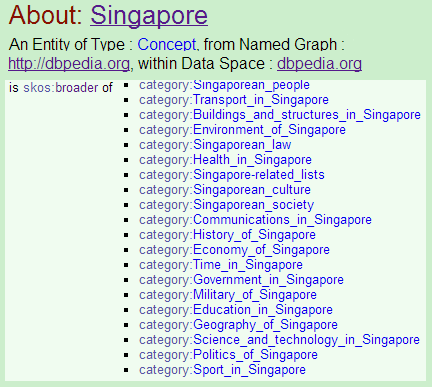 About: Singapore
An Entity of Type : Concept, from Named Graph :
http://dbpedia.org, within Data Space : dbpedia.org
is skos:broader of
category:Singaporean_people
category:Transport_in_Singapore
category:Buildings_and_structures_in_Singapore
category:Environment_of_Singapore
category:Singaporean_law
category:Health_in_Singapore
category:Singapore-related_lists
category:Singaporean_culture
category:Singaporean_society
category:Communications_in_Singapore
category:History_of_Singapore
category:Economy_of_Singapore
category:Time_in_Singapore
category:Government_in_Singapore
category:Military_of_Singapore
category:Education_in_Singapore
category:Geography_of_Singapore
category:Science_and_technology_in_Singapore
category:Politics_of_Singapore
category:Sport_in_Singapore